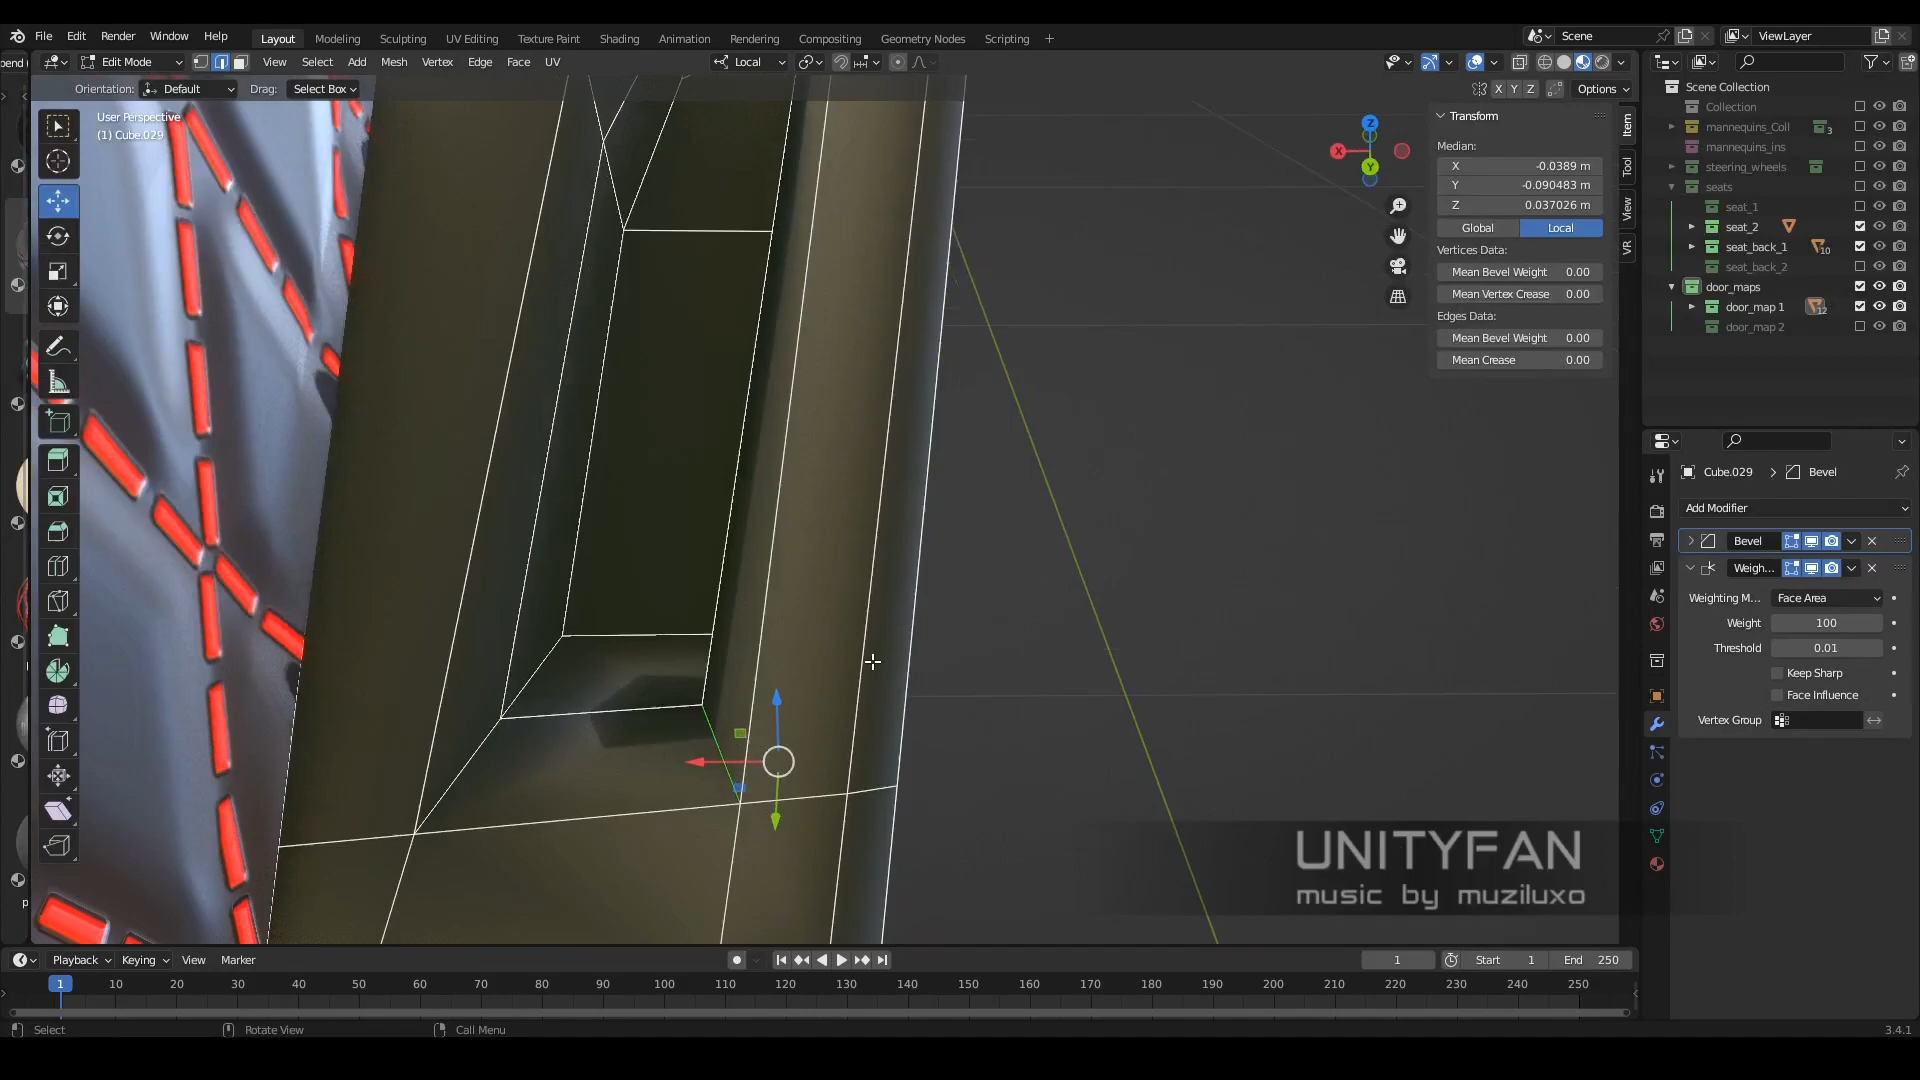 File Edit Render Window Help
Layout Modeling Sculpting UV Editing Texture Paint Shading Animation Rendering Compositing Geometry Nodes Scripting +
Scene ViewLayer
Edit Mode View Select Add Mesh Vertex Edge Face UV Local
Orientation: Default Drag: Select Box X Y Z Options
User Perspective
(1) Cube.029
Z
X
Y
Transform
Median:
X -0.0389 m
Y -0.090483 m
Z 0.037026 m
Global Local
Vertices Data:
Mean Bevel Weight 0.00
Mean Vertex Crease 0.00
Edges Data:
Mean Bevel Weight 0.00
Mean Crease 0.00
Item
Tool
View
VR
Scene Collection
Collection
mannequins_Coll 3
mannequins_ins
steering_wheels
seats
seat_1
seat_2
seat_back_1 10
seat_back_2
door_maps
door_map 1 12
door_map 2
Cube.029 > Bevel
Add Modifier
Bevel
Weigh...
Weighting M... Face Area
Weight 100
Threshold 0.01
Keep Sharp
Face Influence
Vertex Group
UNITYFAN
music by muziluxo
Playback Keying View Marker
1 Start 1 End 250
1 10 20 30 40 50 60 70 80 90 100 110 120 130 140 150 160 170 180 190 200 210 220 230 240 250
Select Rotate View Call Menu
3.4.1